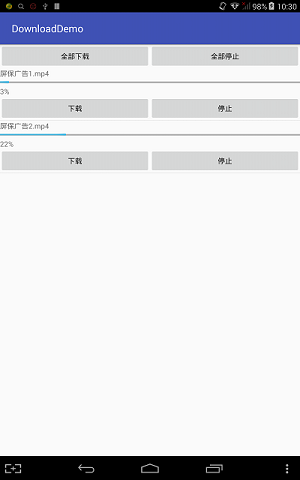 98% 10:30
DownloadDemo
全部下载 全部停止
屏保广告1.mp4
3%
下载 停止
屏保广告2.mp4
22%
下载 停止